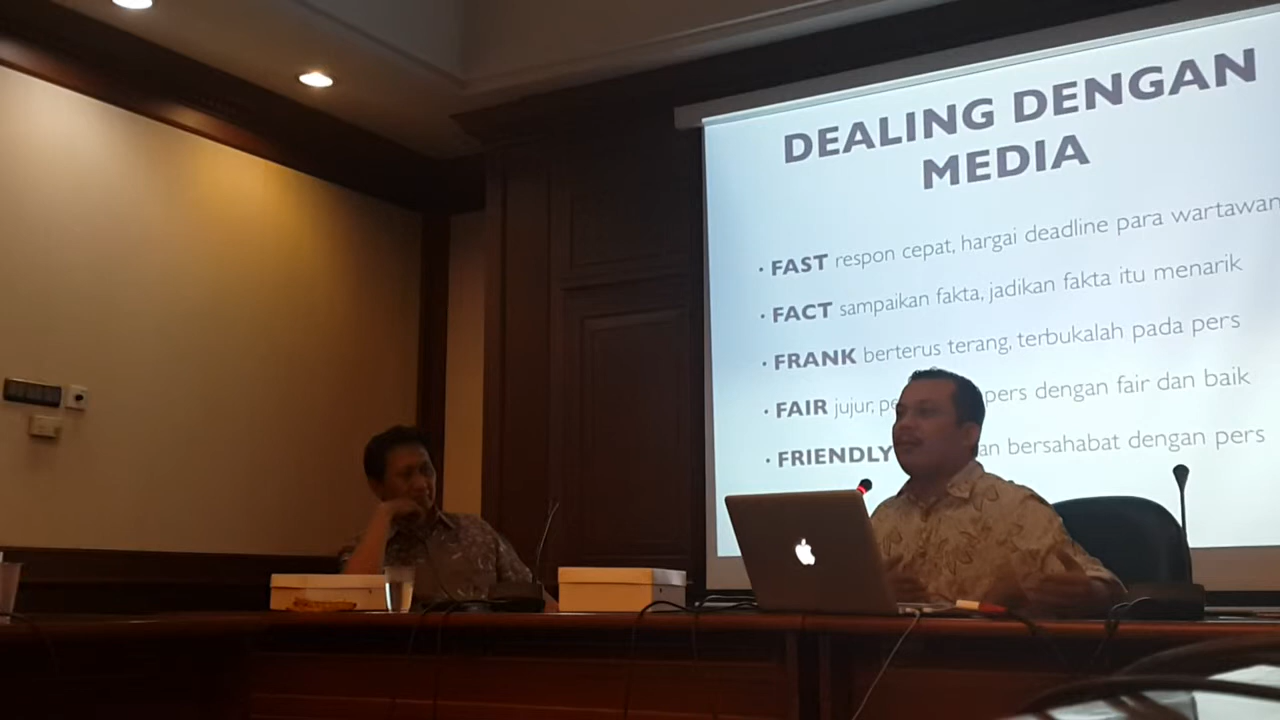 DEALING DENGAN
MEDIA
• FAST respon cepat, hargai deadline para wartawan
• FACT sampaikan fakta, jadikan fakta itu menarik
• FRANK berterus terang, terbukalah pada pers
• FAIR jujur, pers dengan fair dan baik
• FRIENDLY bersahabat dengan pers